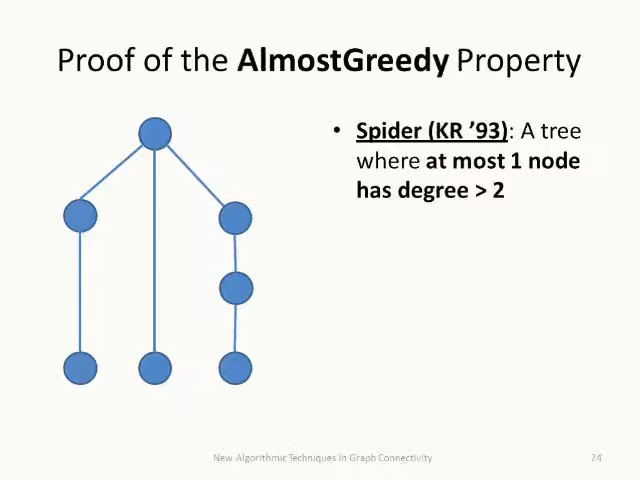 Proof of the AlmostGreedy Property
• Spider (KR ’93): A tree
where at most 1 node
has degree > 2
New Algorithmic Techniques in Graph Connectivity
24